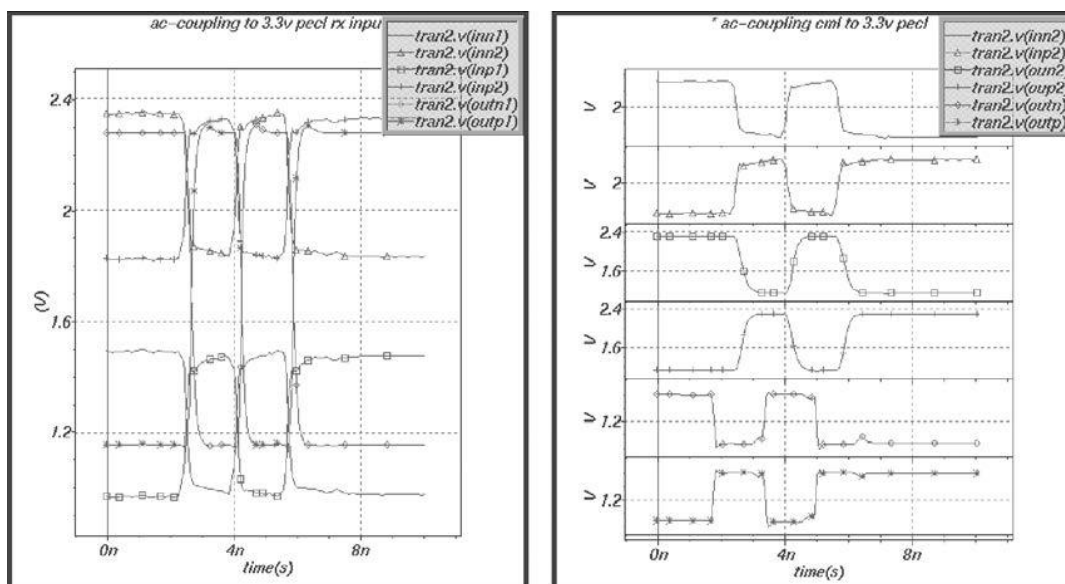 ac-coupling to 3.3v pecl rx inpu
tran2.v(inn1)
tran2.v(inn2)
tran2.v(inp1)
tran2.v(inp2)
tran2.v(outn1)
tran2.v(outp1)
2.4
2
1.6
1.2
(V)
0n
4n
8n
time(s)
* ac-coupling cml to 3.3v pecl
tran2.v(inn2)
tran2.v(inp2)
tran2.v(oun2)
tran2.v(oup2)
tran2.v(outn)
tran2.v(outp)
V
2
V
2
2.4
V
1.6
2.4
V
1.6
V
1.2
V
1.2
0n
4n
8n
time(s)